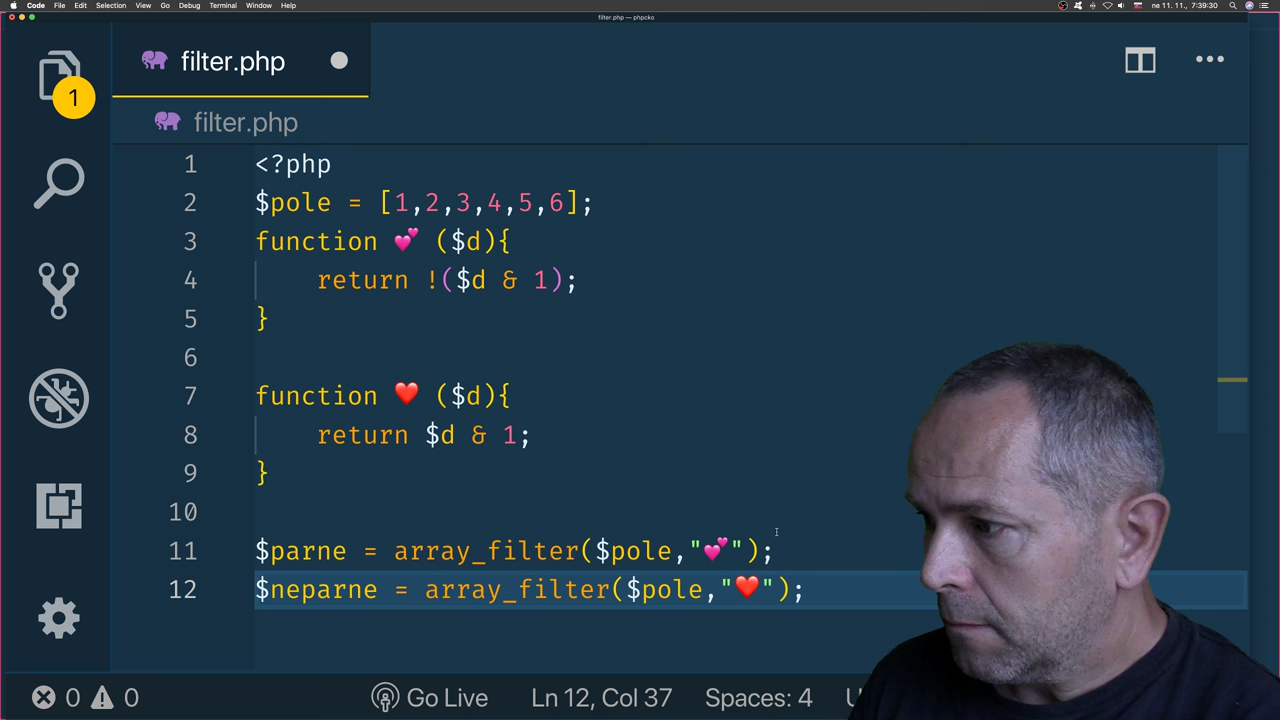 Code File Edit Selection View Go Debug Terminal Window Help
ne 11. 11., 7:39:30
filter.php — phpcko
filter.php
1
filter.php
1 <?php
2 $pole = [1,2,3,4,5,6];
3 function 💕 ($d){
4 return !($d & 1);
5 }
6
7 function ❤️ ($d){
8 return $d & 1;
9 }
10
11 $parne = array_filter($pole,"💕");
12 $neparne = array_filter($pole,"❤️");
0 0 Go Live Ln 12, Col 37 Spaces: 4